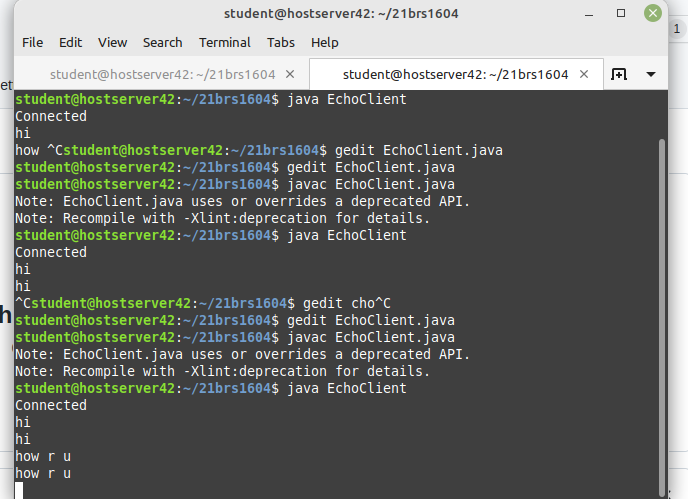 student@hostserver42: ~/21brs1604
1
File Edit View Search Terminal Tabs Help
student@hostserver42: ~/21brs1604 × student@hostserver42: ~/21brs1604 ×
student@hostserver42:~/21brs1604$ java EchoClient
Connected
hi
how ^Cstudent@hostserver42:~/21brs1604$ gedit EchoClient.java
student@hostserver42:~/21brs1604$ gedit EchoClient.java
student@hostserver42:~/21brs1604$ javac EchoClient.java
Note: EchoClient.java uses or overrides a deprecated API.
Note: Recompile with -Xlint:deprecation for details.
student@hostserver42:~/21brs1604$ java EchoClient
Connected
hi
hi
^Cstudent@hostserver42:~/21brs1604$ gedit cho^C
student@hostserver42:~/21brs1604$ gedit EchoClient.java
student@hostserver42:~/21brs1604$ javac EchoClient.java
Note: EchoClient.java uses or overrides a deprecated API.
Note: Recompile with -Xlint:deprecation for details.
student@hostserver42:~/21brs1604$ java EchoClient
Connected
hi
hi
how r u
how r u